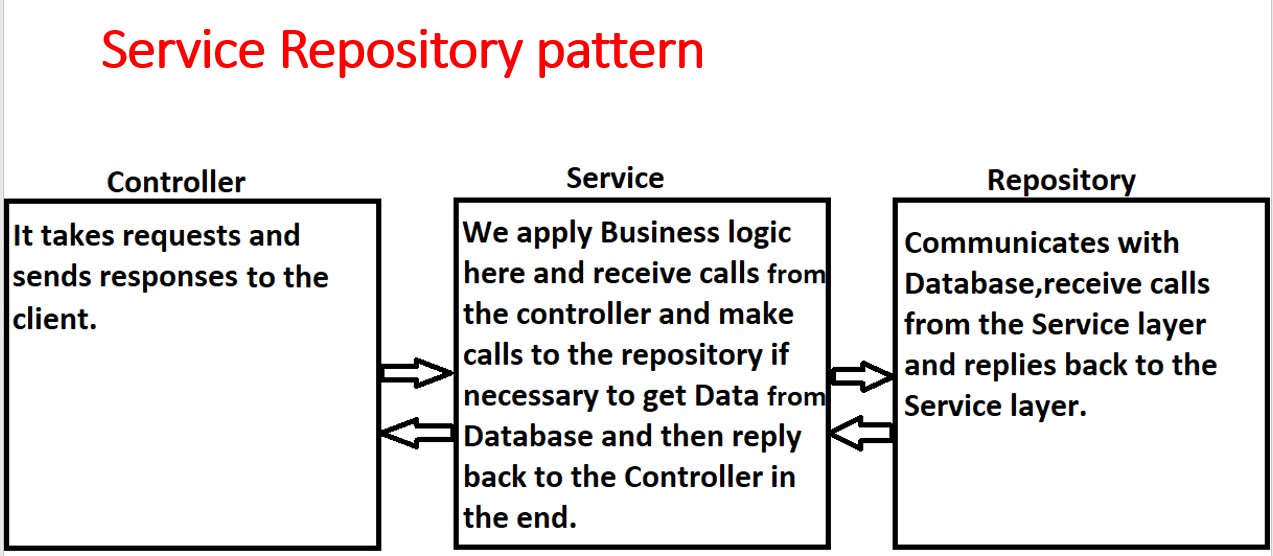 Service Repository pattern
Controller
It takes requests and
sends responses to the
client.
Service
We apply Business logic
here and receive calls from
the controller and make
calls to the repository if
necessary to get Data from
Database and then reply
back to the Controller in
the end.
Repository
Communicates with
Database,receive calls
from the Service layer
and replies back to the
Service layer.